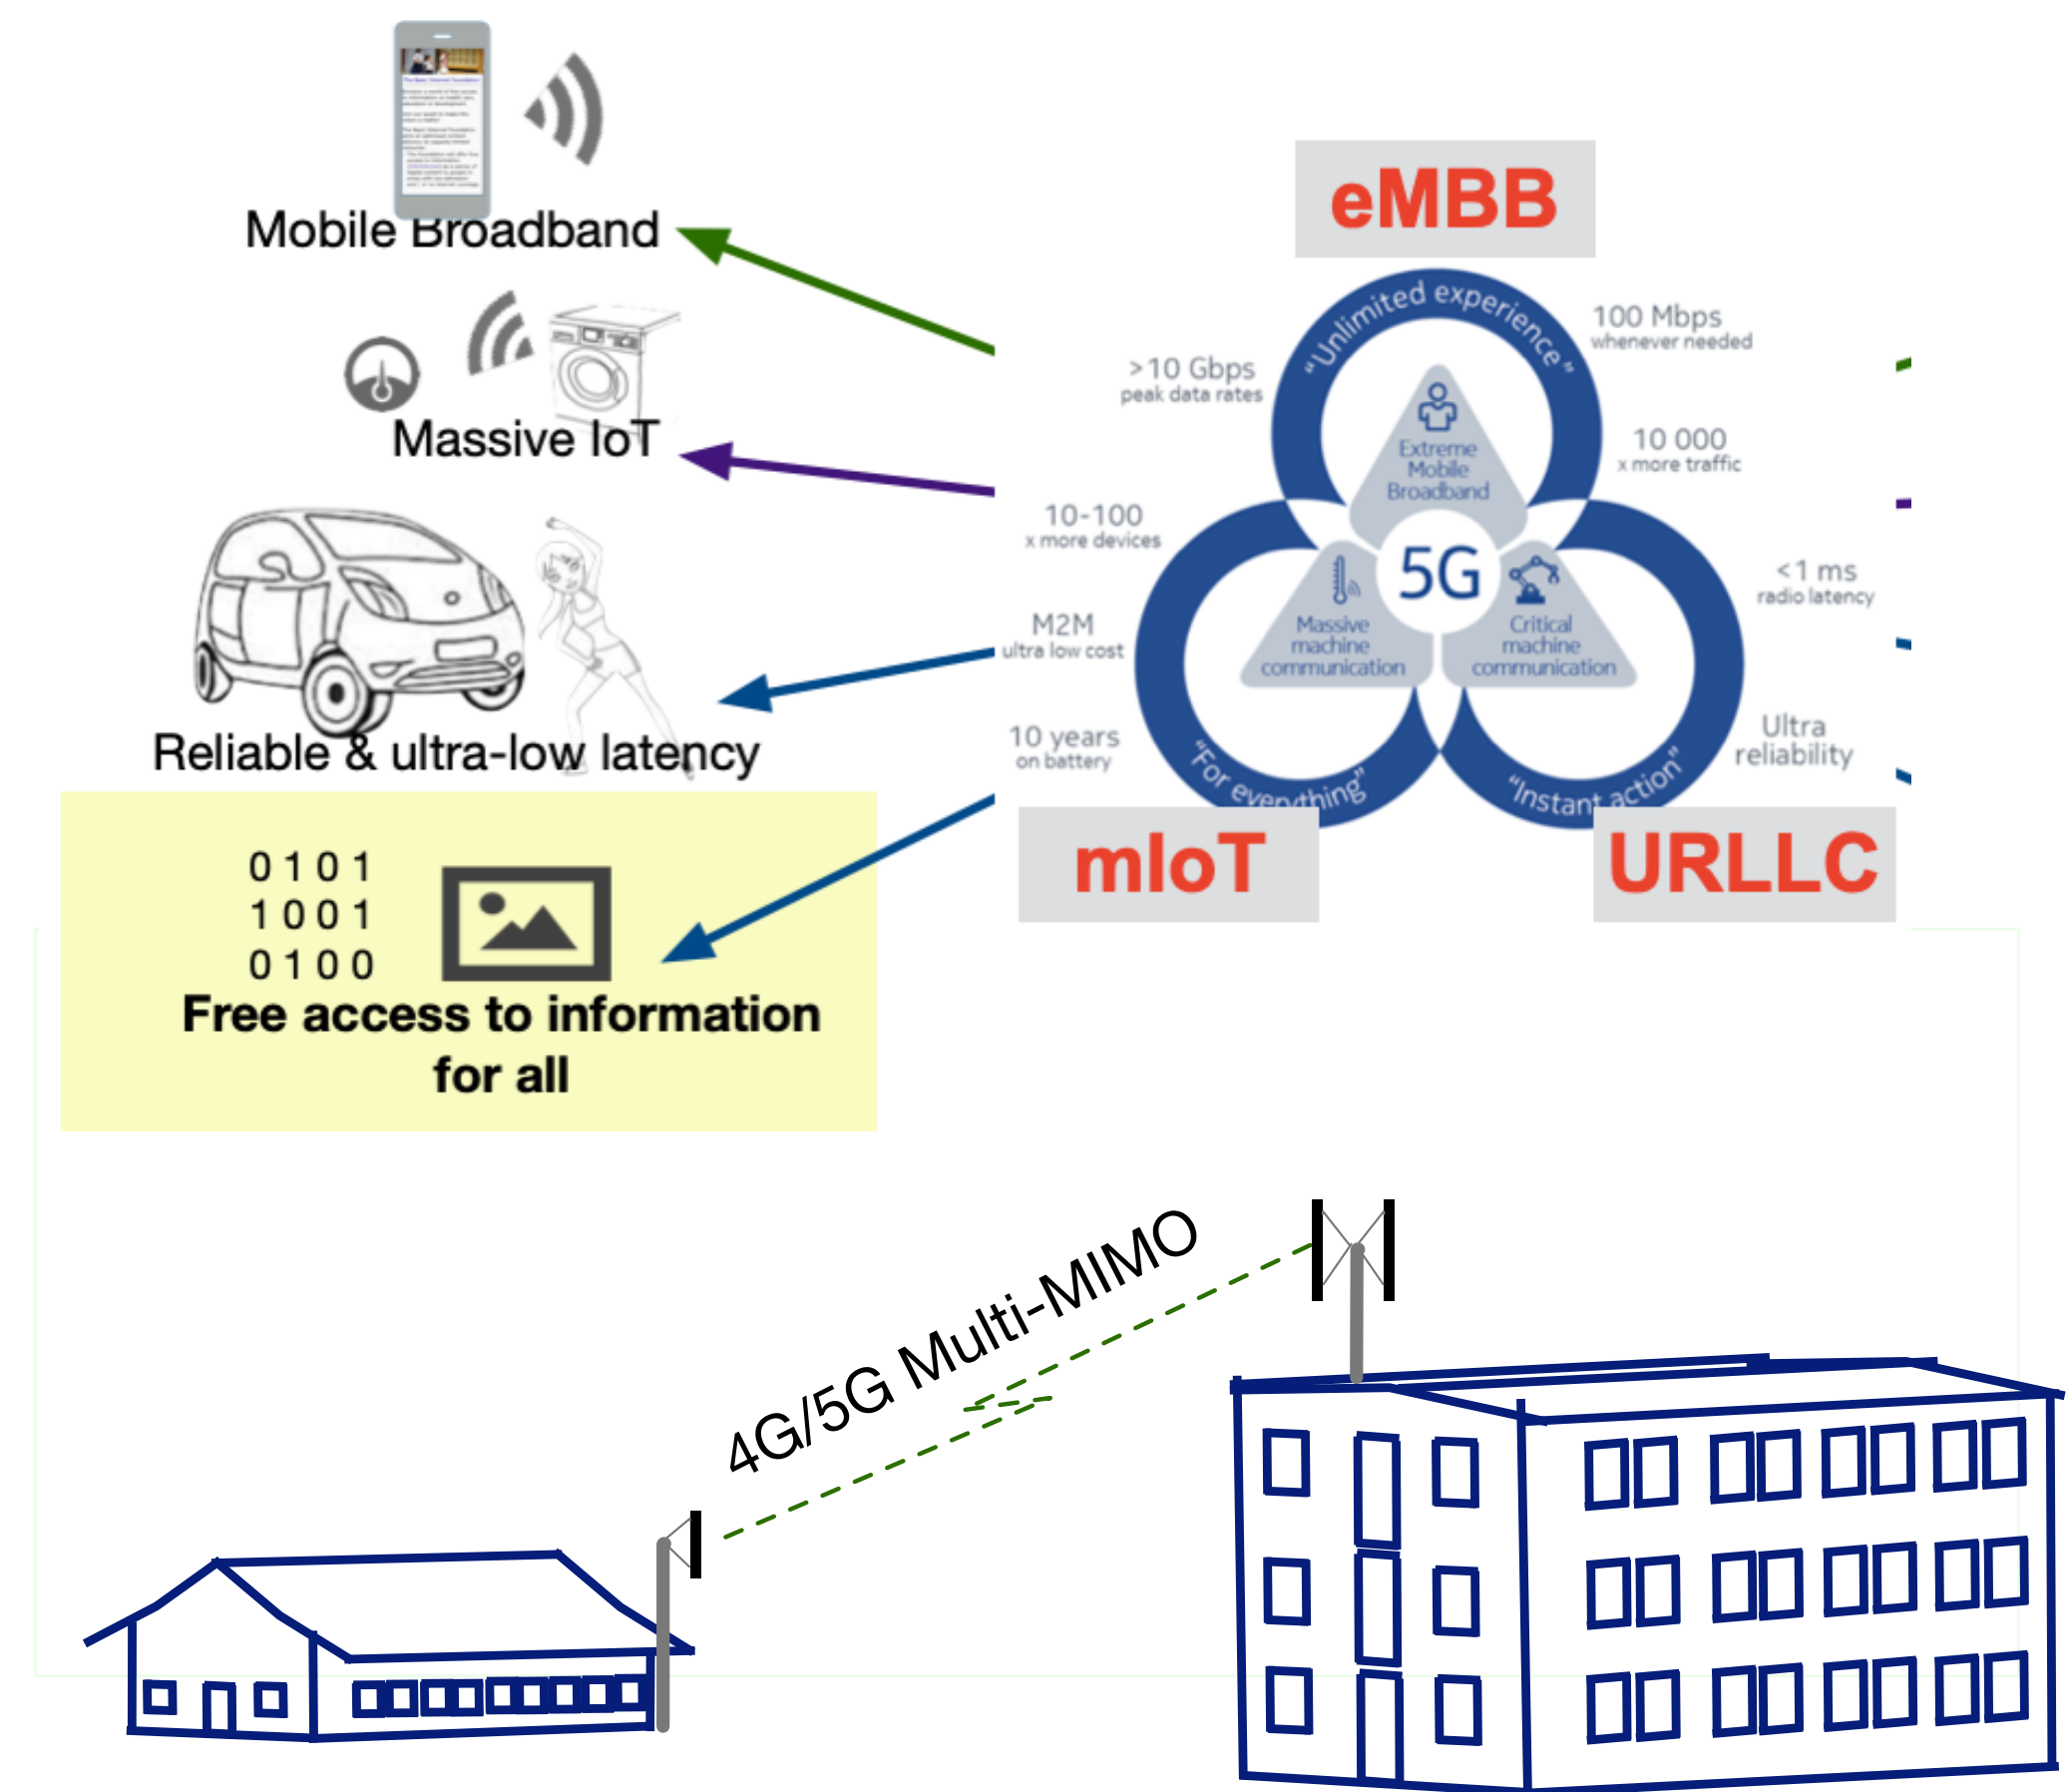 The Basic Internet Foundation
Mobile Broadband
Massive IoT
Reliable & ultra-low latency
0 1 0 1
1 0 0 1
0 1 0 0
Free access to information
for all
eMBB
“Unlimited experience”
>10 Gbps
peak data rates
100 Mbps
whenever needed
10 000
x more traffic
Extreme
Mobile
Broadband
10-100
x more devices
M2M
ultra low cost
10 years
on battery
5G
Massive
machine
communication
Critical
machine
communication
<1 ms
radio latency
Ultra
reliability
“For everything”
“Instant action”
mIoT
URLLC
4G/5G Multi-MIMO